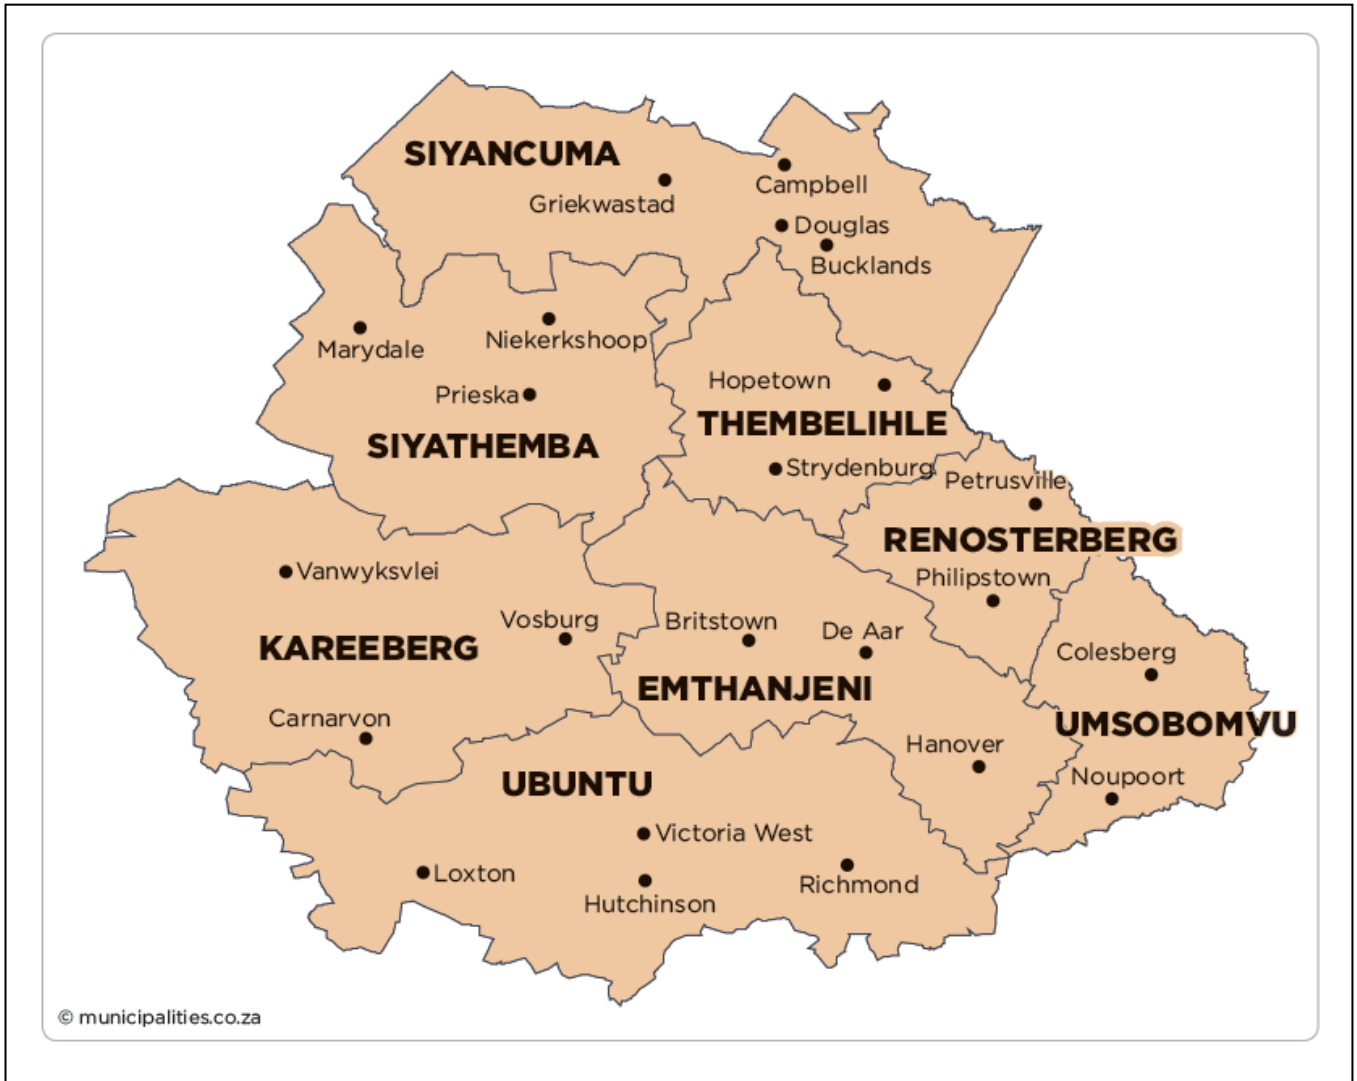 SIYANCUMA
Campbell
Griekwastad
Douglas
Bucklands
Marydale
Niekerkshoop
Prieska
Hopetown
THEMBELIHLE
SIYATHEMBA
Strydenburg
Petrusville
RENOSTERBERG
Vanwyksvlei
Philipstown
Vosburg
Britstown
De Aar
KAREEBERG
Colesberg
EMTHANJENI
Carnarvon
UMSOBOMVU
Hanover
UBUNTU
Noupoort
Victoria West
Loxton
Richmond
Hutchinson
© municipalities.co.za